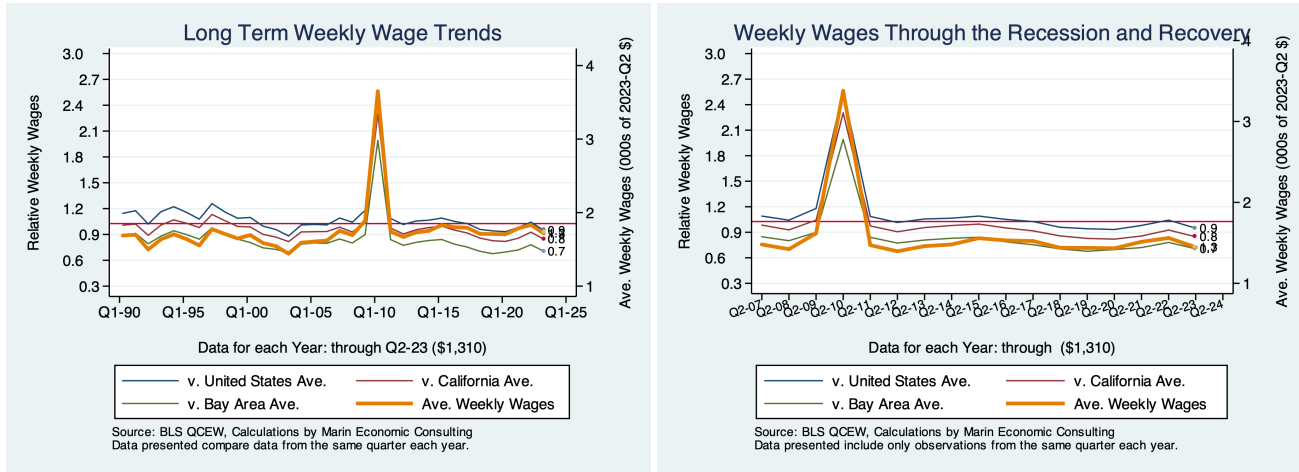 Long Term Weekly Wage Trends
Relative Weekly Wages
3.0
2.7
2.4
2.1
1.8
1.5
1.2
0.9
0.6
0.3
4
3
2
1
Ave. Weekly Wages (000s of 2023-Q2 $)
0.9
0.8
0.7
Q1-90 Q1-95 Q1-00 Q1-05 Q1-10 Q1-15 Q1-20 Q1-25
Data for each Year: through Q2-23 ($1,310)
v. United States Ave. v. California Ave.
v. Bay Area Ave. Ave. Weekly Wages
Source: BLS QCEW, Calculations by Marin Economic Consulting
Data presented compare data from the same quarter each year.
Weekly Wages Through the Recession and Recovery
Relative Weekly Wages
3.0
2.7
2.4
2.1
1.8
1.5
1.2
0.9
0.6
0.3
4
3
2
1
Ave. Weekly Wages (000s of 2023-Q2 $)
0.9
0.8
1.3
Q2-07 Q2-08 Q2-09 Q2-10 Q2-11 Q2-12 Q2-13 Q2-14 Q2-15 Q2-16 Q2-17 Q2-18 Q2-19 Q2-20 Q2-21 Q2-22 Q2-23 Q2-24
Data for each Year: through ($1,310)
v. United States Ave. v. California Ave.
v. Bay Area Ave. Ave. Weekly Wages
Source: BLS QCEW, Calculations by Marin Economic Consulting
Data presented include only observations from the same quarter each year.